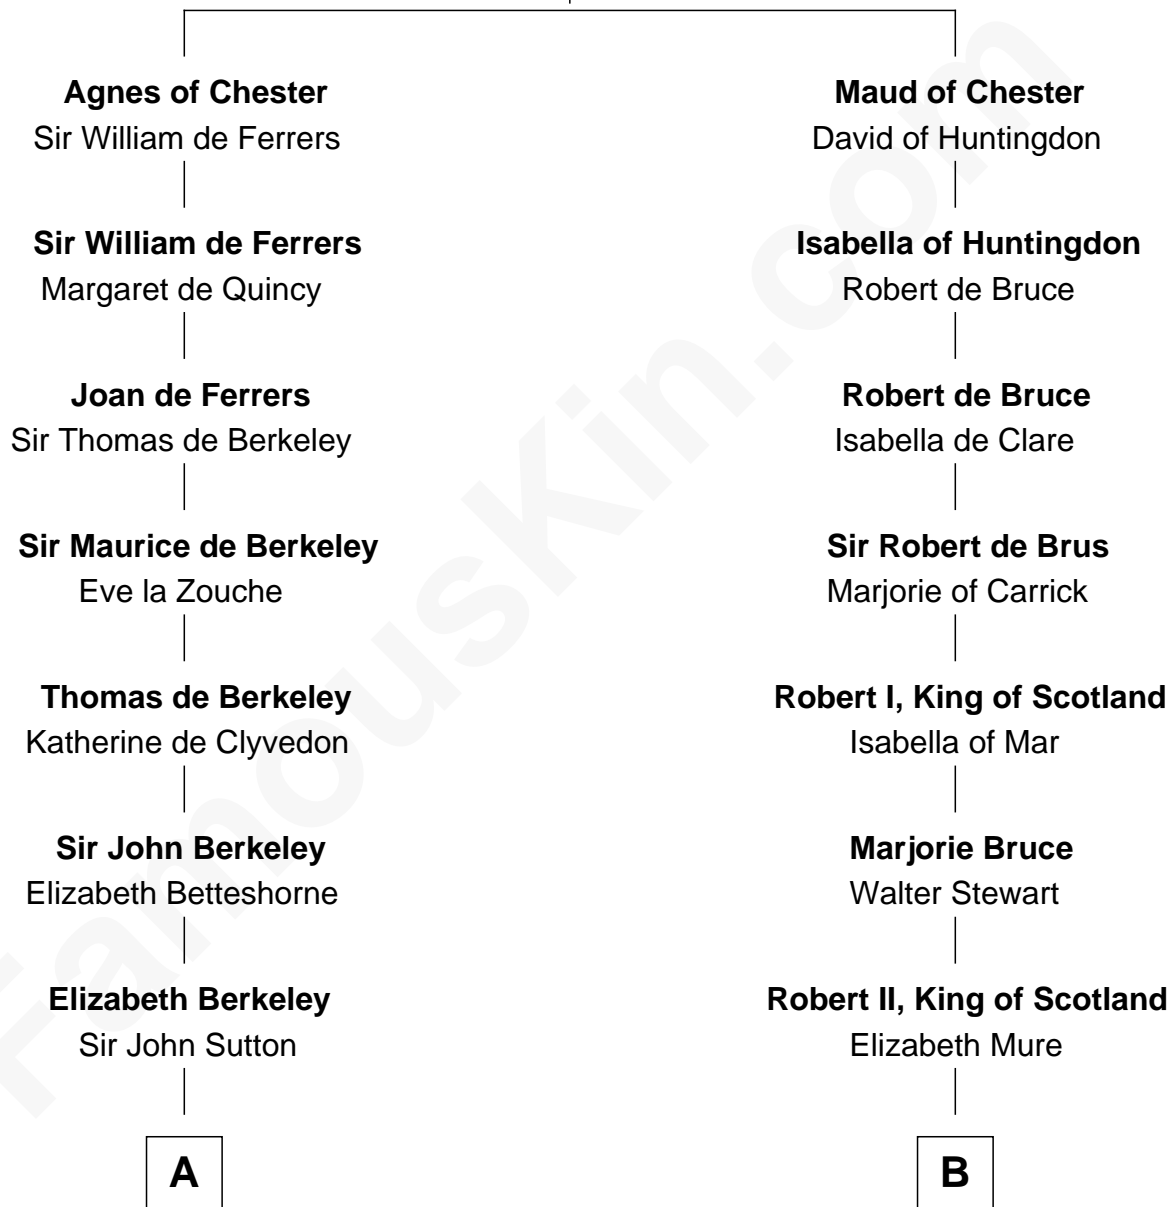 Agnes of Chester
Sir William de Ferrers
Sir William de Ferrers
Margaret de Quincy
Joan de Ferrers
Sir Thomas de Berkeley
Sir Maurice de Berkeley
Eve la Zouche
Thomas de Berkeley
Katherine de Clyvedon
Sir John Berkeley
Elizabeth Betteshorne
Elizabeth Berkeley
Sir John Sutton
A
Maud of Chester
David of Huntingdon
Isabella of Huntingdon
Robert de Bruce
Robert de Bruce
Isabella de Clare
Sir Robert de Brus
Marjorie of Carrick
Robert I, King of Scotland
Isabella of Mar
Marjorie Bruce
Walter Stewart
Robert II, King of Scotland
Elizabeth Mure
B
FamousKin.com